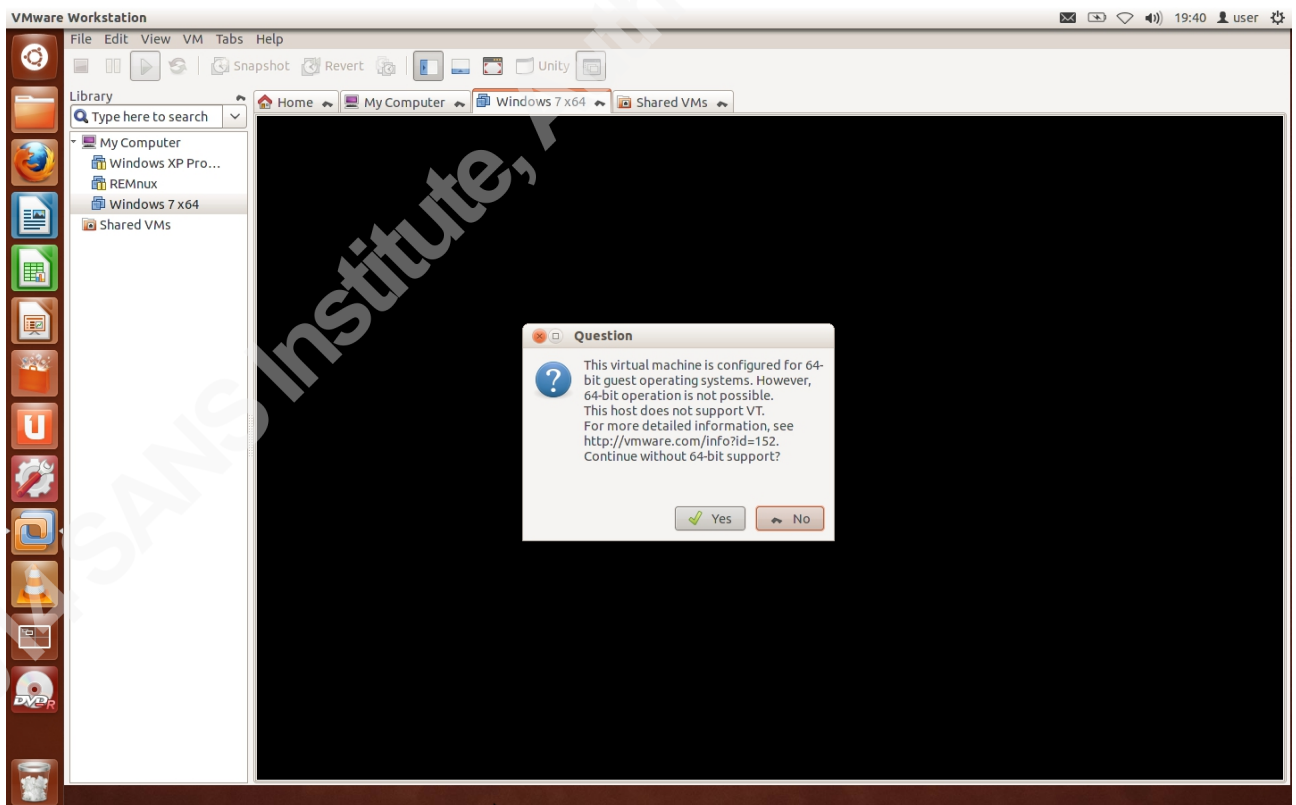 VMware Workstation
19:40 user
File Edit View VM Tabs Help
Snapshot Revert Unity
Library
Type here to search
Home My Computer Windows 7 x64 Shared VMs
My Computer
Windows XP Pro...
REMnux
Windows 7 x64
Shared VMs
Question
This virtual machine is configured for 64-
bit guest operating systems. However,
64-bit operation is not possible.
This host does not support VT.
For more detailed information, see
http://vmware.com/info?id=152.
Continue without 64-bit support?
Yes No
SANS Institute,
DVD R